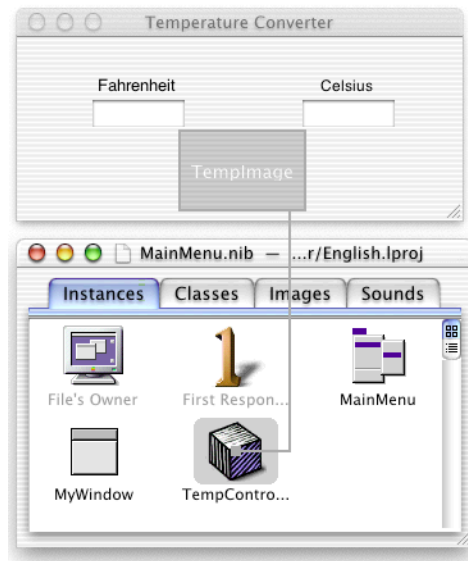 Temperature Converter
Fahrenheit Celsius
TempImage
MainMenu.nib — ...r/English.lproj
Instances Classes Images Sounds
File's Owner First Respon... MainMenu
MyWindow TempContro...